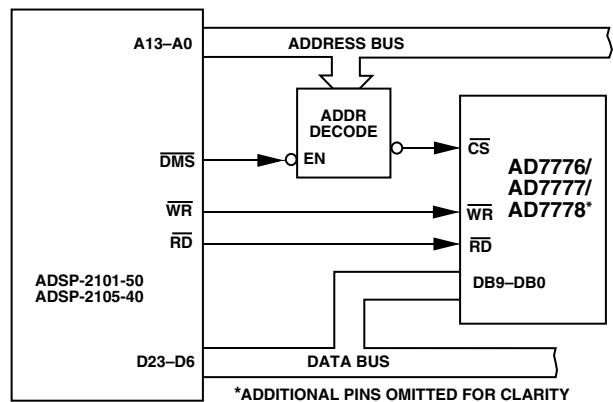 A13–A0
ADDRESS BUS
ADDR
DECODE
DMS
EN
CS
AD7776/
AD7777/
AD7778*
WR
WR
RD
RD
ADSP-2101-50
ADSP-2105-40
DB9–DB0
D23–D6
DATA BUS
*ADDITIONAL PINS OMITTED FOR CLARITY